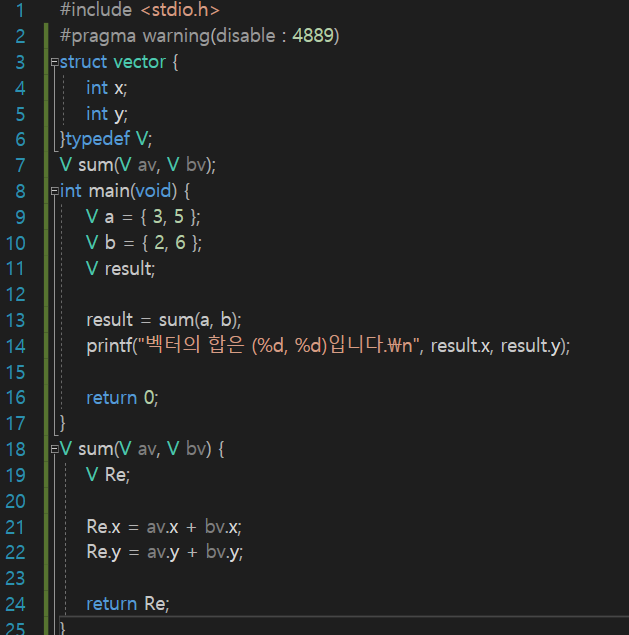 1 #include <stdio.h>
2 #pragma warning(disable : 4889)
3 struct vector {
4 int x;
5 int y;
6 }typedef V;
7 V sum(V av, V bv);
8 int main(void) {
9 V a = { 3, 5 };
10 V b = { 2, 6 };
11 V result;
12
13 result = sum(a, b);
14 printf("벡터의 합은 (%d, %d)입니다.₩n", result.x, result.y);
15
16 return 0;
17 }
18 V sum(V av, V bv) {
19 V Re;
20
21 Re.x = av.x + bv.x;
22 Re.y = av.y + bv.y;
23
24 return Re;
25 }